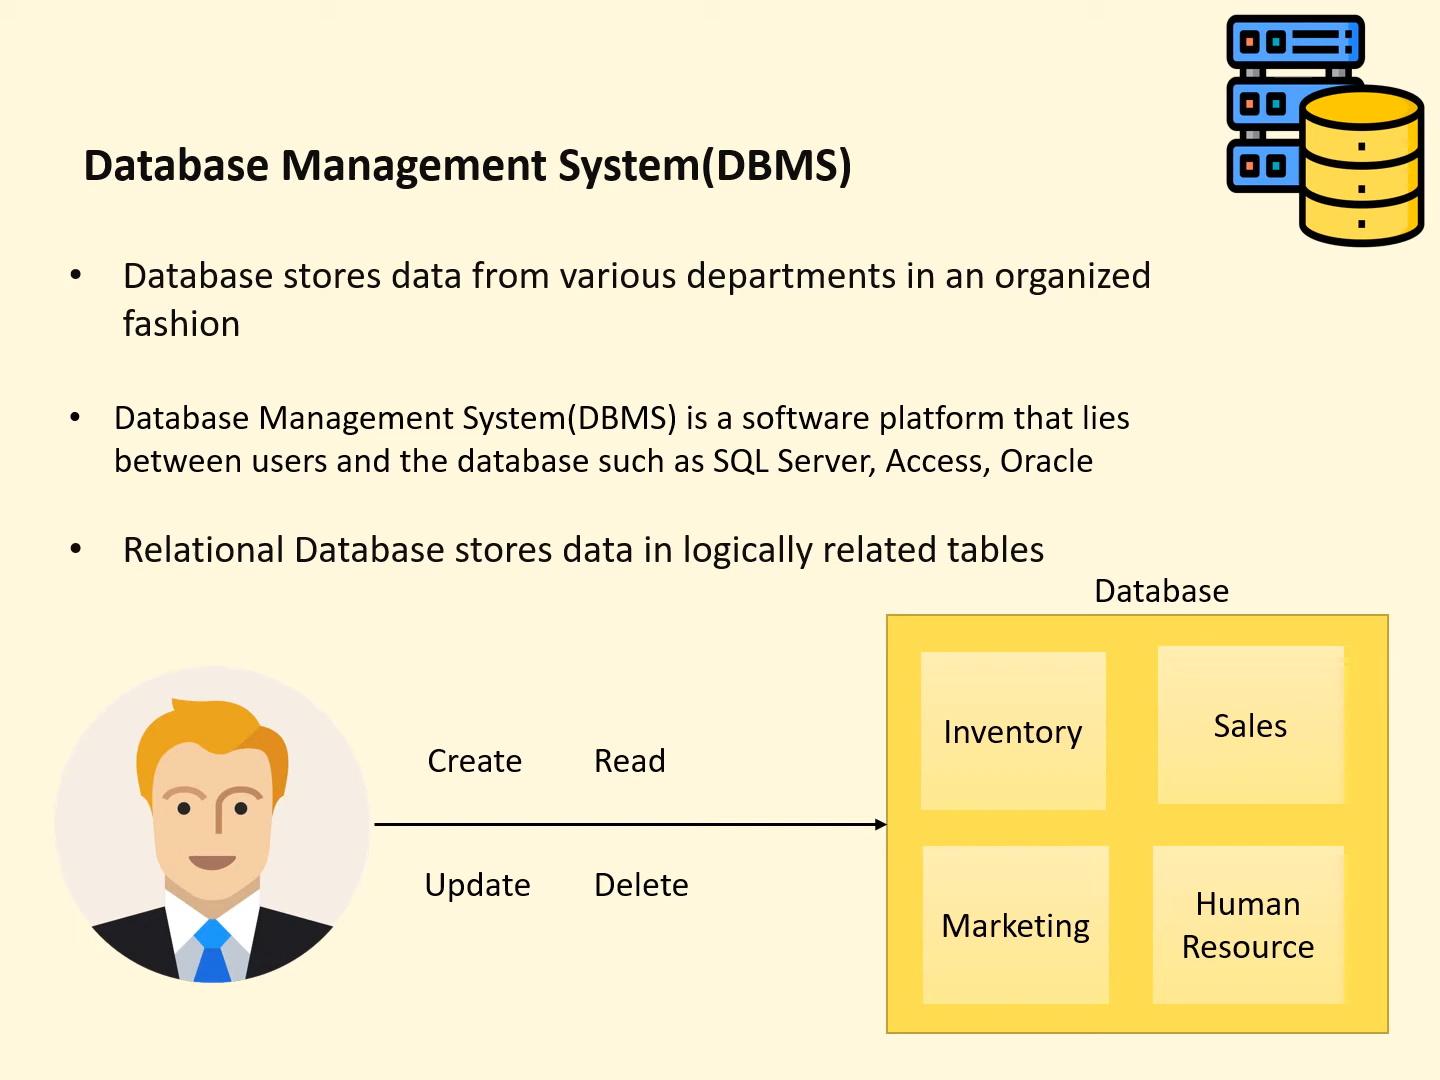 Database Management System(DBMS)
• Database stores data from various departments in an organized
fashion
• Database Management System(DBMS) is a software platform that lies
between users and the database such as SQL Server, Access, Oracle
• Relational Database stores data in logically related tables
Database
Inventory
Sales
Create
Read
Update
Delete
Marketing
Human
Resource